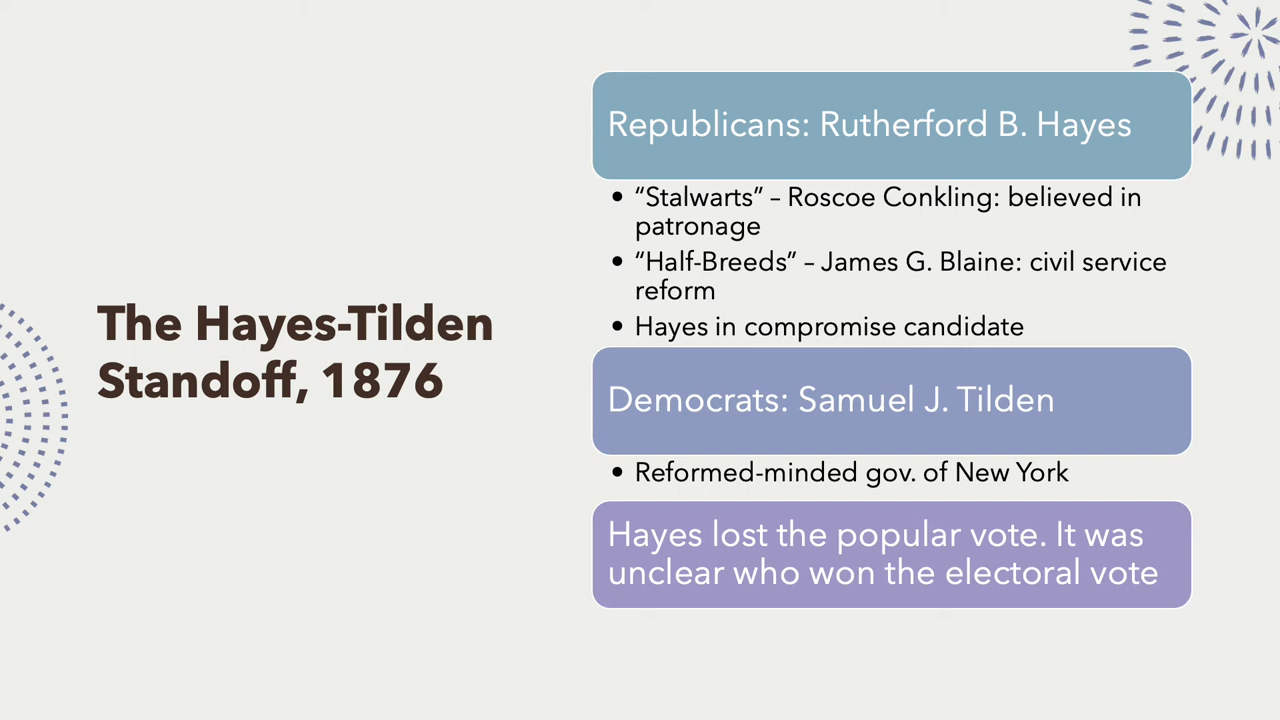 The Hayes-Tilden
Standoff, 1876
Republicans: Rutherford B. Hayes
• “Stalwarts” – Roscoe Conkling: believed in
patronage
• “Half-Breeds” – James G. Blaine: civil service
reform
• Hayes in compromise candidate
Democrats: Samuel J. Tilden
• Reformed-minded gov. of New York
Hayes lost the popular vote. It was
unclear who won the electoral vote